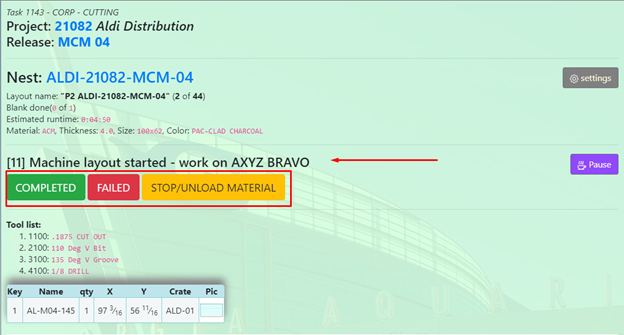 Task 1143 - CORP - CUTTING
Project: 21082 Aldi Distribution
Release: MCM 04
Nest: ALDI-21082-MCM-04
settings
Layout name: "P2 ALDI-21082-MCM-04" (2 of 44)
Blank done(0 of 1)
Estimated runtime: 0:04:50
Material: ACM, Thickness: 4.0, Size: 100x62, Color: PAC-CLAD CHARCOAL
[11] Machine layout started - work on AXYZ BRAVO
Pause
COMPLETED FAILED STOP/UNLOAD MATERIAL
Tool list:
1. 1100: .1875 CUT OUT
2. 2100: 110 Deg V Bit
3. 3100: 135 Deg V Groove
4. 4100: 1/8 DRILL
Key Name qty X Y Crate Pic
1 AL-M04-145 1 97 3/16 56 11/16 ALD-01